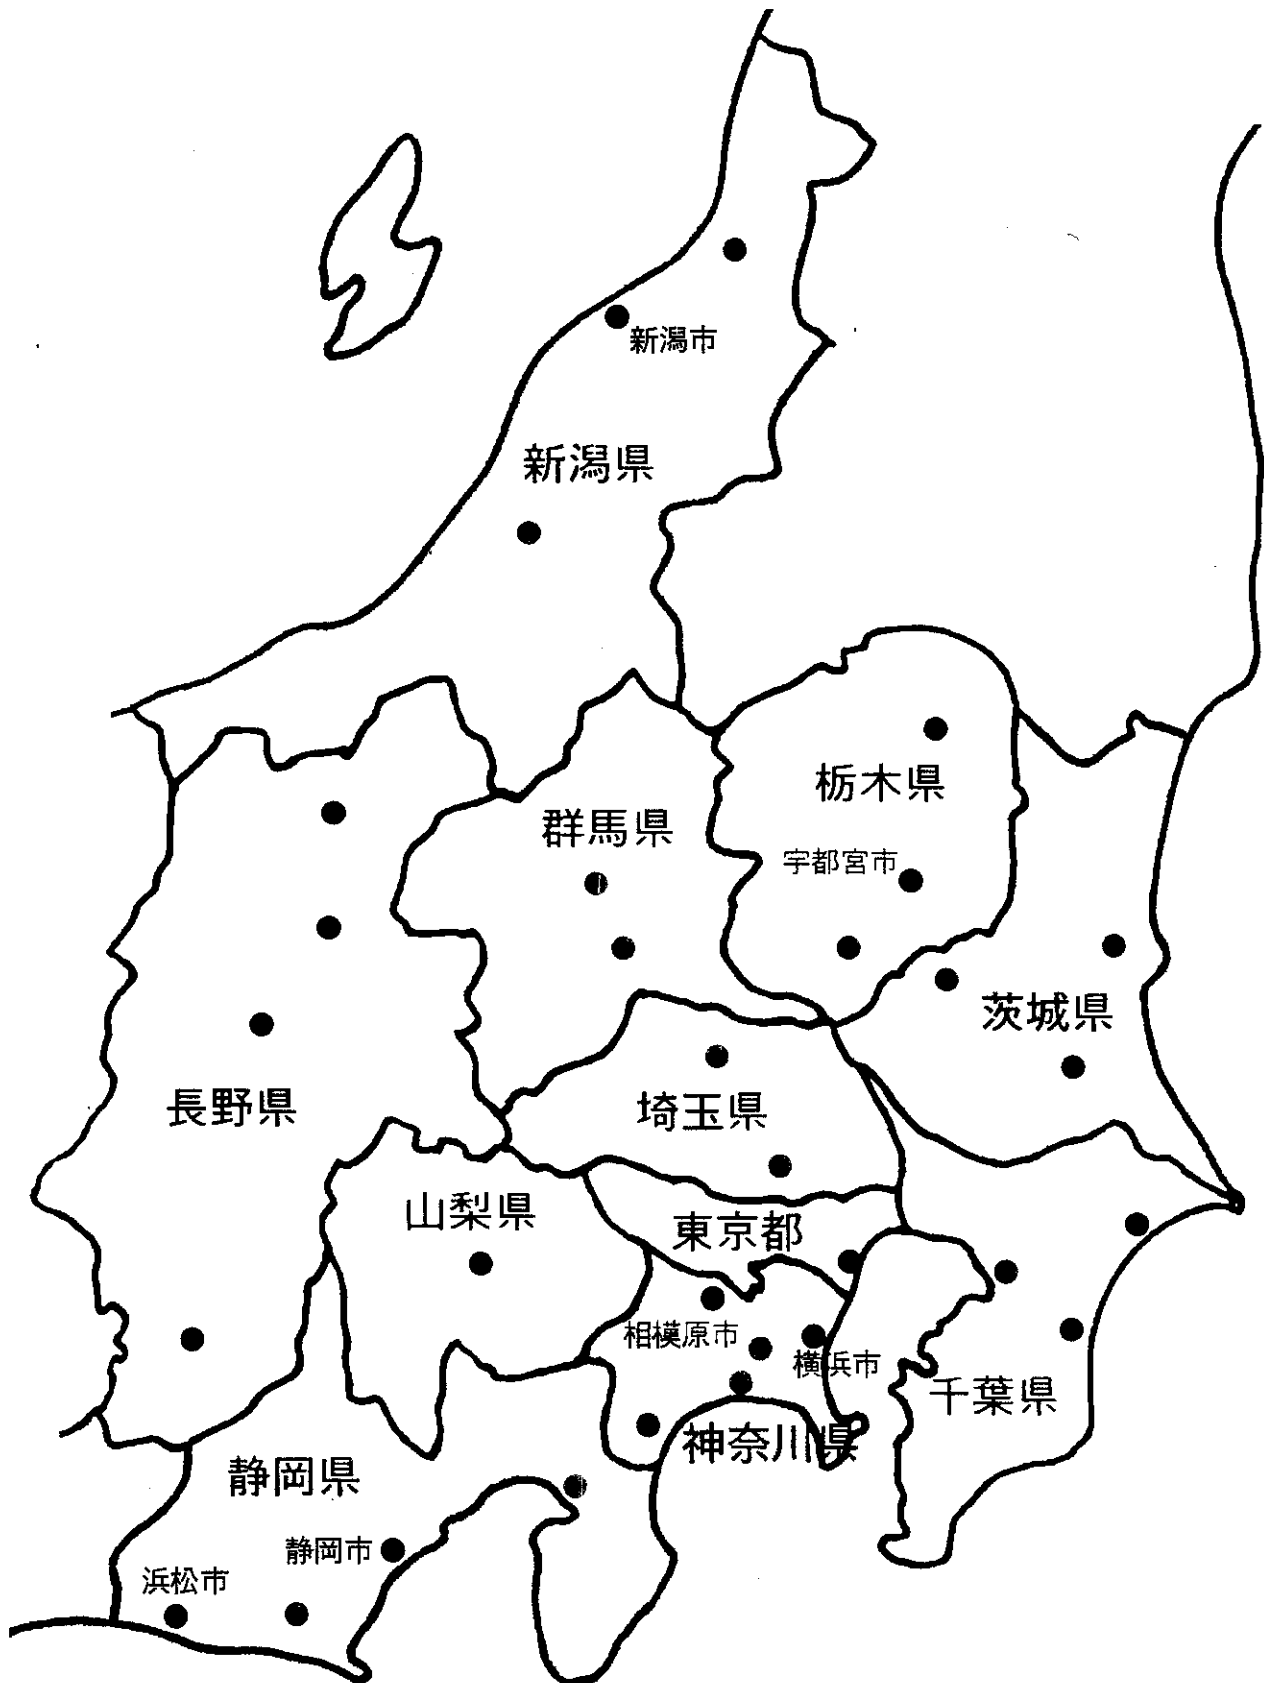 新潟市
新潟県
栃木県
群馬県
宇都宮市
茨城県
長野県
埼玉県
山梨県
東京都
相模原市
横浜市
千葉県
神奈川県
静岡県
静岡市
浜松市